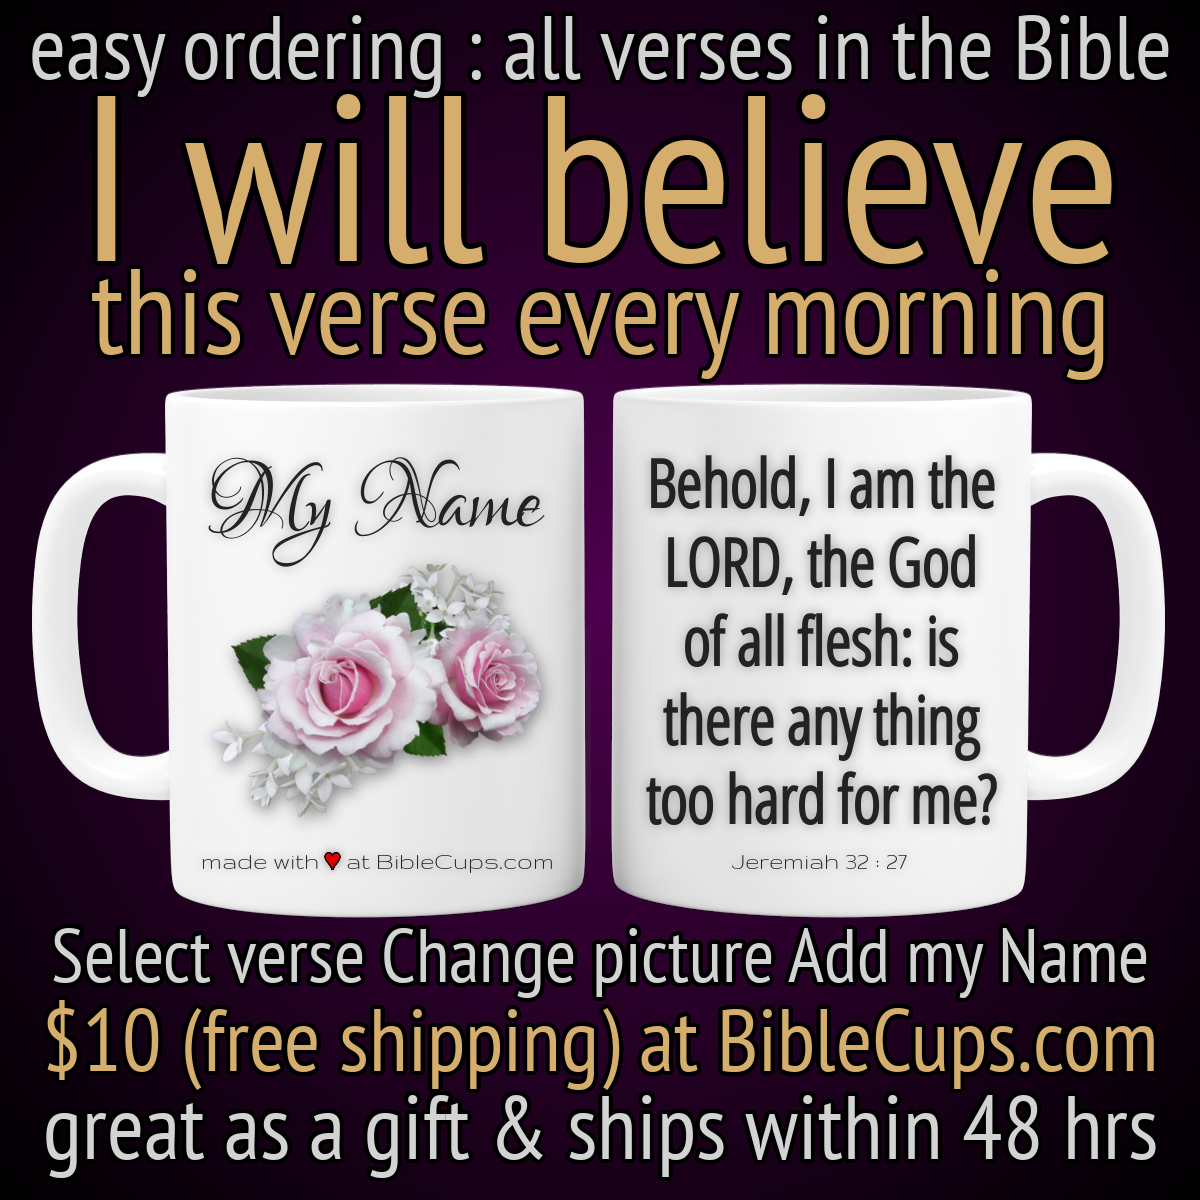 easy ordering : all verses in the Bible
I will believe
this verse every morning
My Name
made with ♥ at BibleCups.com
Behold, I am the
LORD, the God
of all flesh: is
there any thing
too hard for me?
Jeremiah 32 : 27
Select verse Change picture Add my Name
$10 (free shipping) at BibleCups.com
great as a gift & ships within 48 hrs